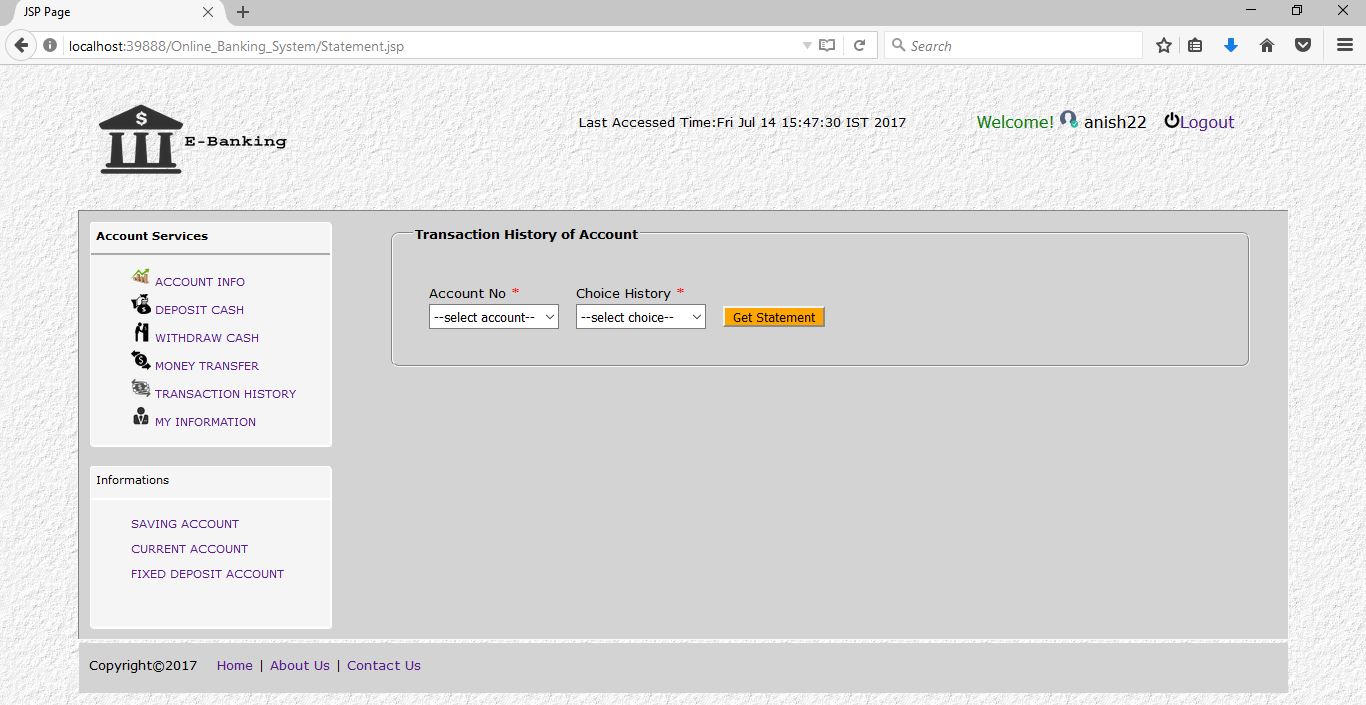 JSP Page
localhost:39888/Online_Banking_System/Statement.jsp
Search
$
E-Banking
Last Accessed Time:Fri Jul 14 15:47:30 IST 2017
Welcome! anish22 Logout
Account Services
ACCOUNT INFO
DEPOSIT CASH
WITHDRAW CASH
MONEY TRANSFER
TRANSACTION HISTORY
MY INFORMATION
Informations
SAVING ACCOUNT
CURRENT ACCOUNT
FIXED DEPOSIT ACCOUNT
Transaction History of Account
Account No * Choice History *
--select account-- --select choice-- Get Statement
Copyright©2017 Home | About Us | Contact Us